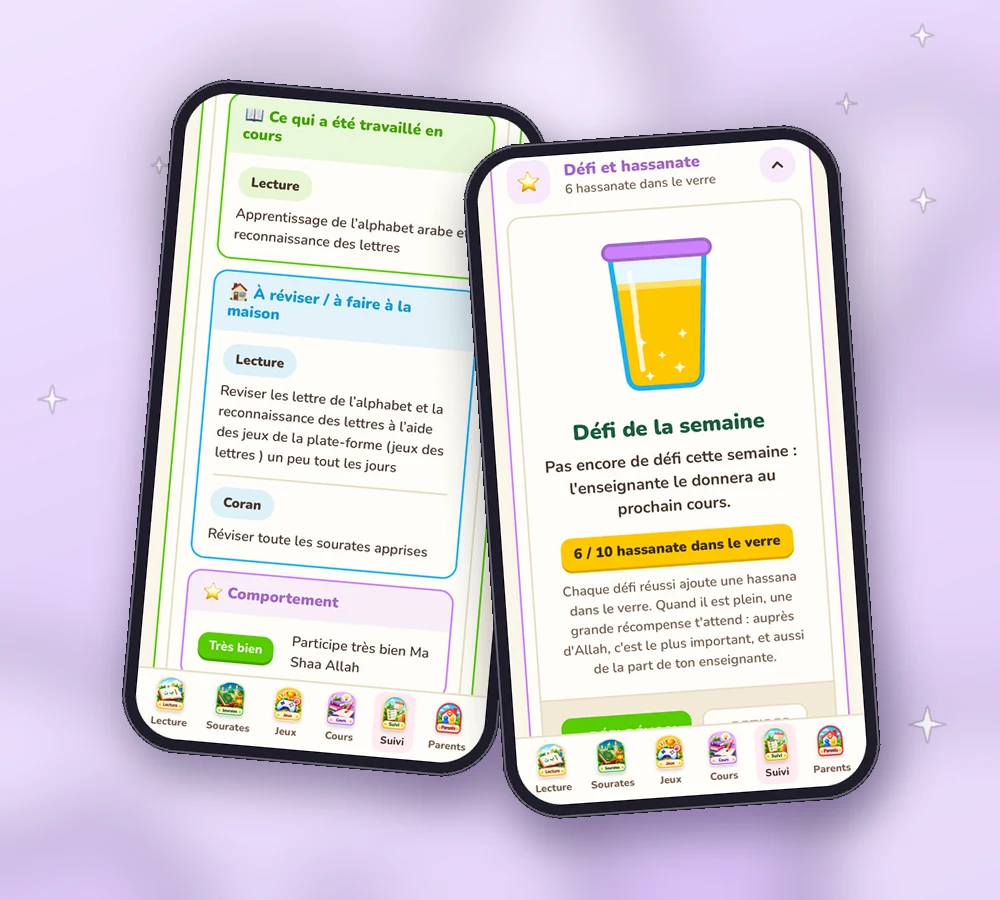 📖 Ce qui a été travaillé en
cours
Lecture
Apprentissage de l'alphabet arabe et
reconnaissance des lettres
🏠 À réviser / à faire à la
maison
Lecture
Reviser les lettre de l'alphabet et la
reconnaissance des lettres à l'aide
des jeux de la plate-forme (jeux des
lettres ) un peu tout les jours
Coran
Réviser toute les sourates apprises
⭐ Comportement
Très bien
Participe très bien Ma
Shaa Allah
Lecture
Sourates
Jeux
Cours
Suivi
Parents
Défi et hassanate
6 hassanate dans le verre
Défi de la semaine
Pas encore de défi cette semaine :
l'enseignante le donnera au
prochain cours.
6 / 10 hassanate dans le verre
Chaque défi réussi ajoute une hassana
dans le verre. Quand il est plein, une
grande récompense t'attend : auprès
d'Allah, c'est le plus important, et aussi
de la part de ton enseignante.
Lecture
Sourates
Jeux
Cours
Suivi
Parents